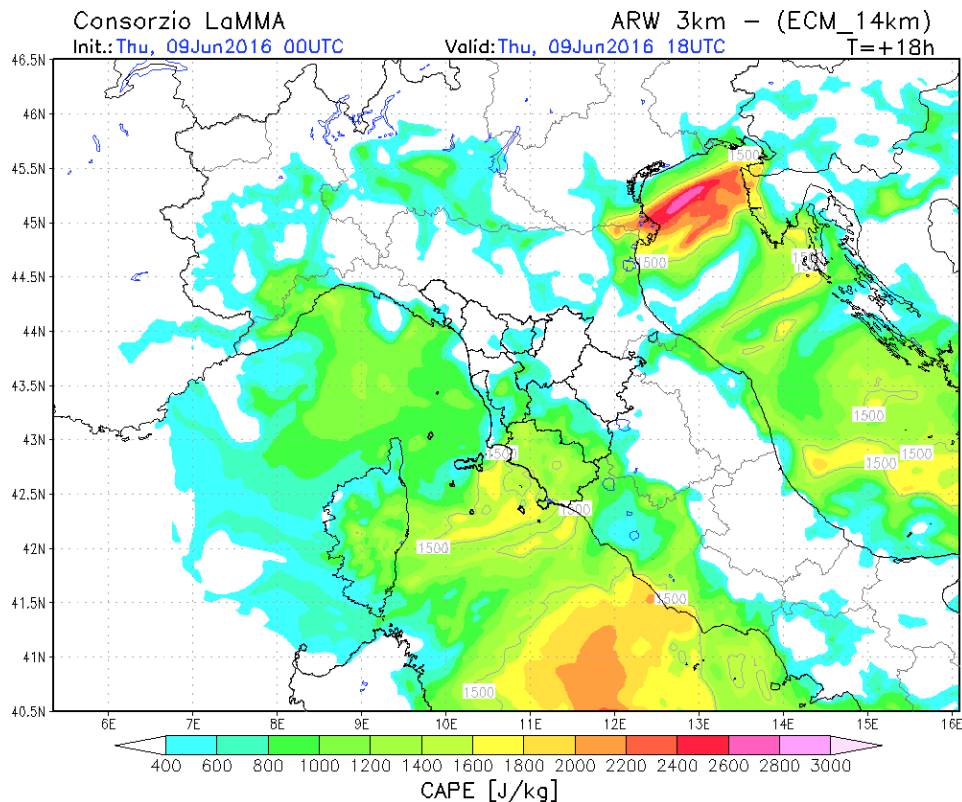 Consorzio LaMMA ARW 3km – (ECM_14km)
Init.:Thu, 09Jun2016 00UTC Valid:Thu, 09Jun2016 18UTC T=+18h
46.5N
46N
1500
45.5N
45N
1500
1500
44.5N
44N
43.5N
1500
43N
1500
1500
1500
42.5N
1500
42N
1500
41.5N
1500
41N
1500
40.5N
6E 7E 8E 9E 10E 11E 12E 13E 14E 15E 16E
400 600 800 1000 1200 1400 1600 1800 2000 2200 2400 2600 2800 3000
CAPE [J/kg]